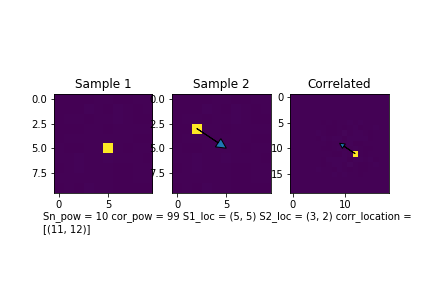 Sample 1 Sample 2 Correlated
0.0 0.0 0
2.5 2.5 5
5.0 5.0 10
7.5 7.5 15
0 5 0 5 0 10
Sn_pow = 10 cor_pow = 99 S1_loc = (5, 5) S2_loc = (3, 2) corr_location =
[(11, 12)]